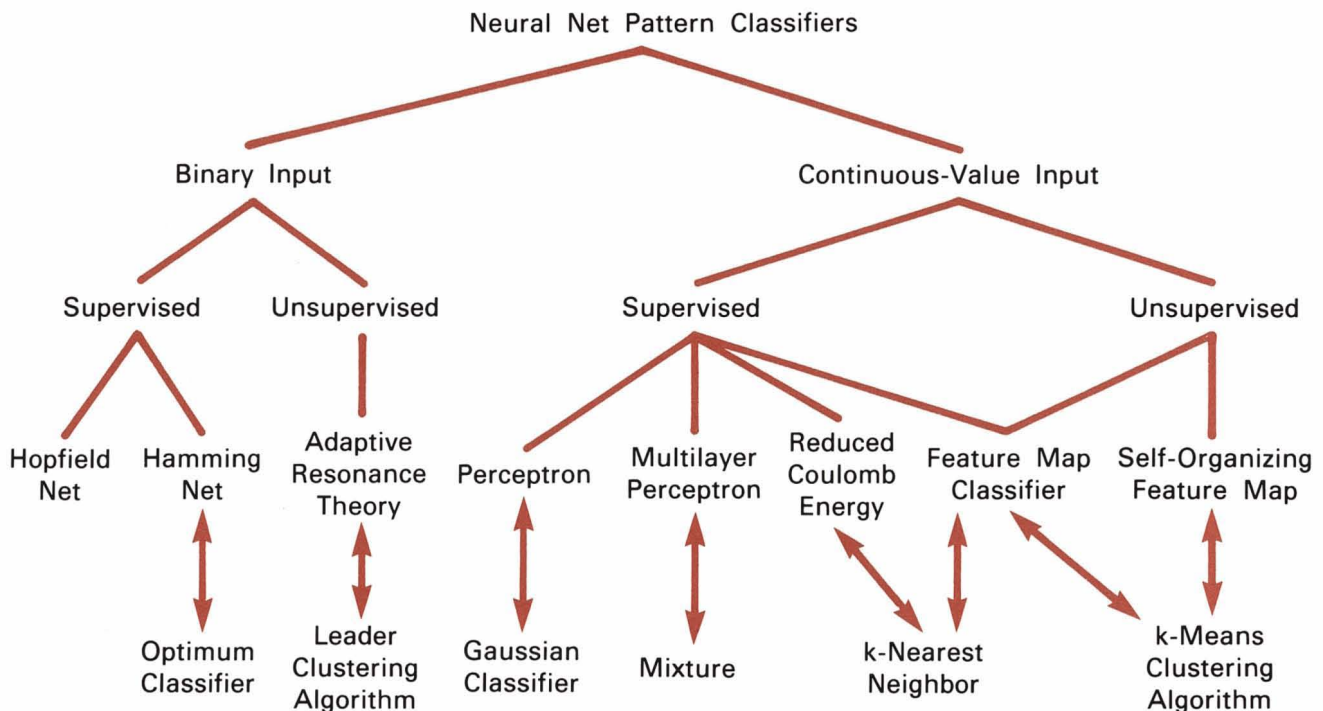 Neural Net Pattern Classifiers
Binary Input
Continuous-Value Input
Supervised
Unsupervised
Supervised
Unsupervised
Hopfield
Net
Hamming
Net
Adaptive
Resonance
Theory
Perceptron
Multilayer
Perceptron
Reduced
Coulomb
Energy
Feature Map
Classifier
Self-Organizing
Feature Map
Optimum
Classifier
Leader
Clustering
Algorithm
Gaussian
Classifier
Mixture
k-Nearest
Neighbor
k-Means
Clustering
Algorithm